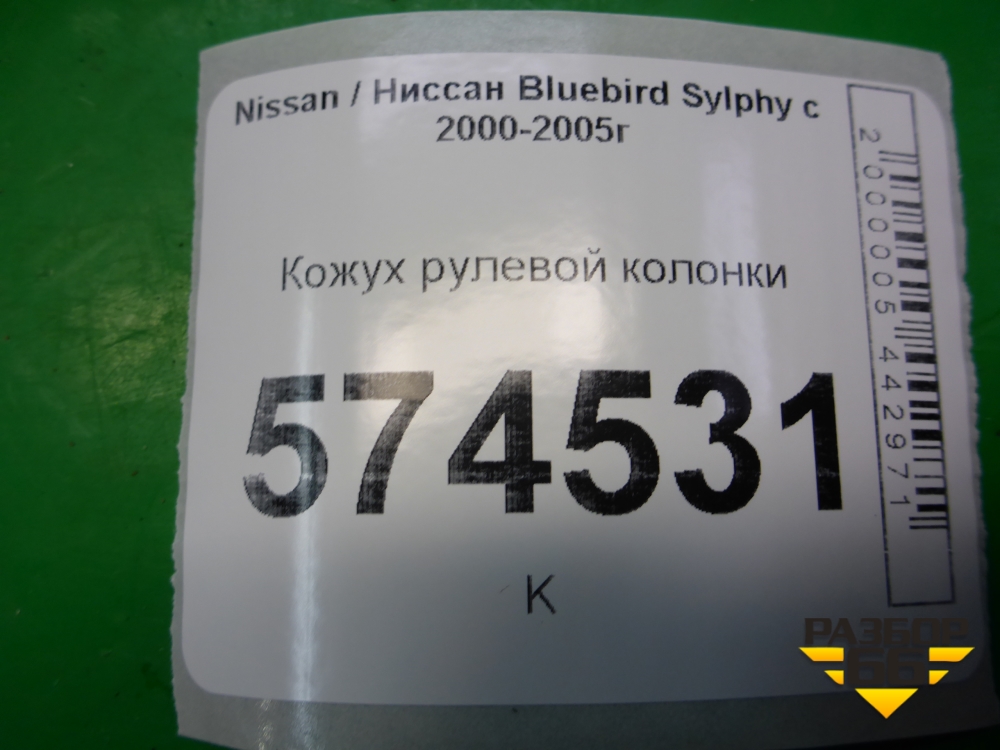 Nissan / Ниссан Bluebird Sylphy с
2000-2005г
Кожух рулевой колонки
574531
К
2000005442971
РАЗБОР
66